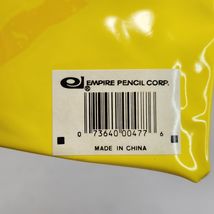 EMPIRE PENCIL CORP.
®
0 73640 00477 6
MADE IN CHINA